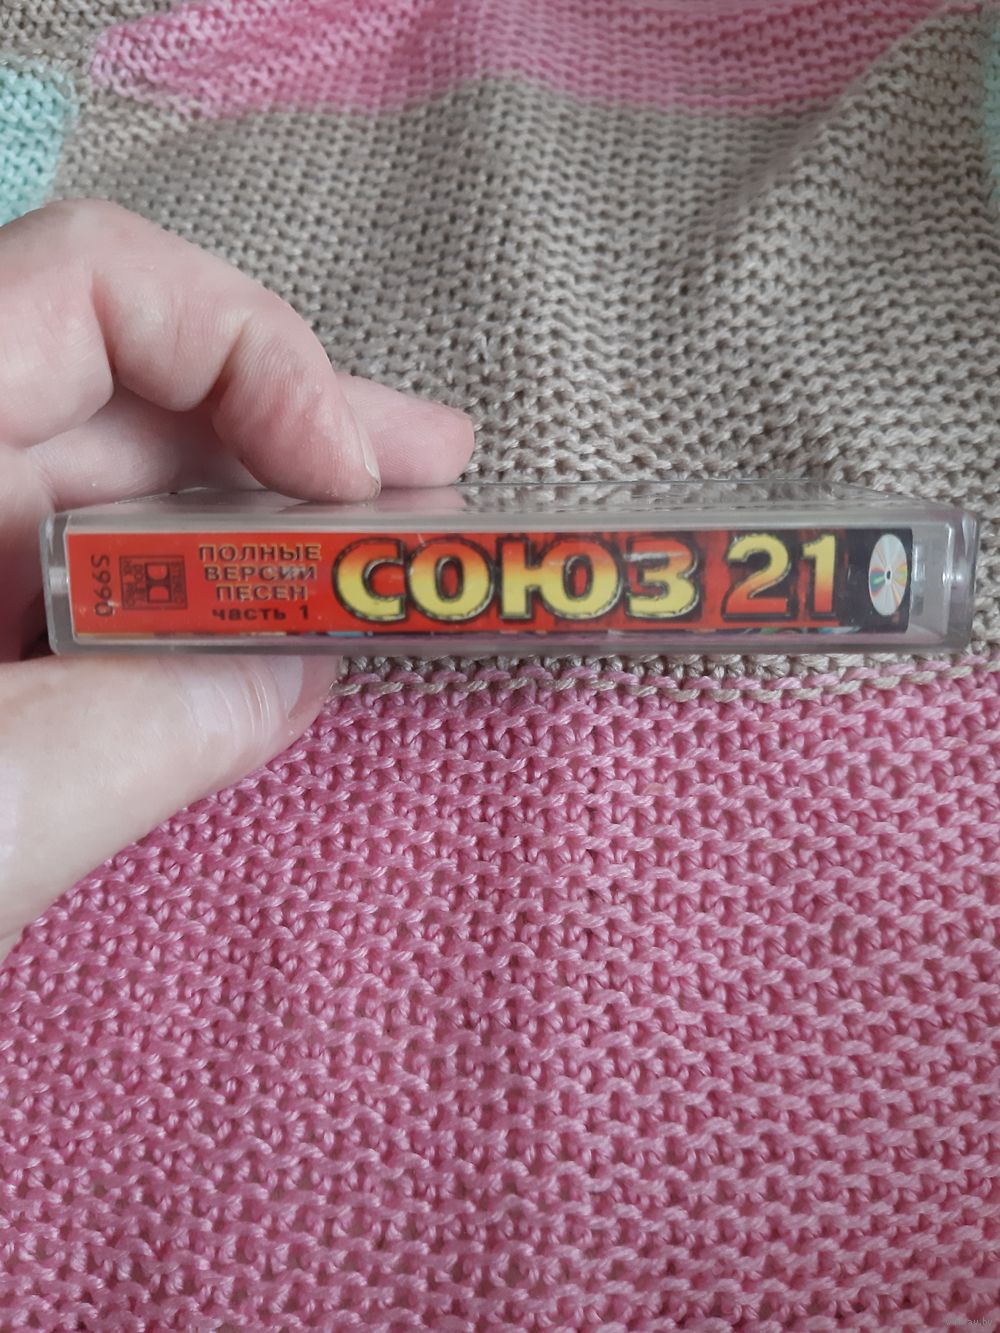 S990
ПОЛНЫЕ
ВЕРСИИ
ПЕСЕН
часть 1
СОЮЗ 21